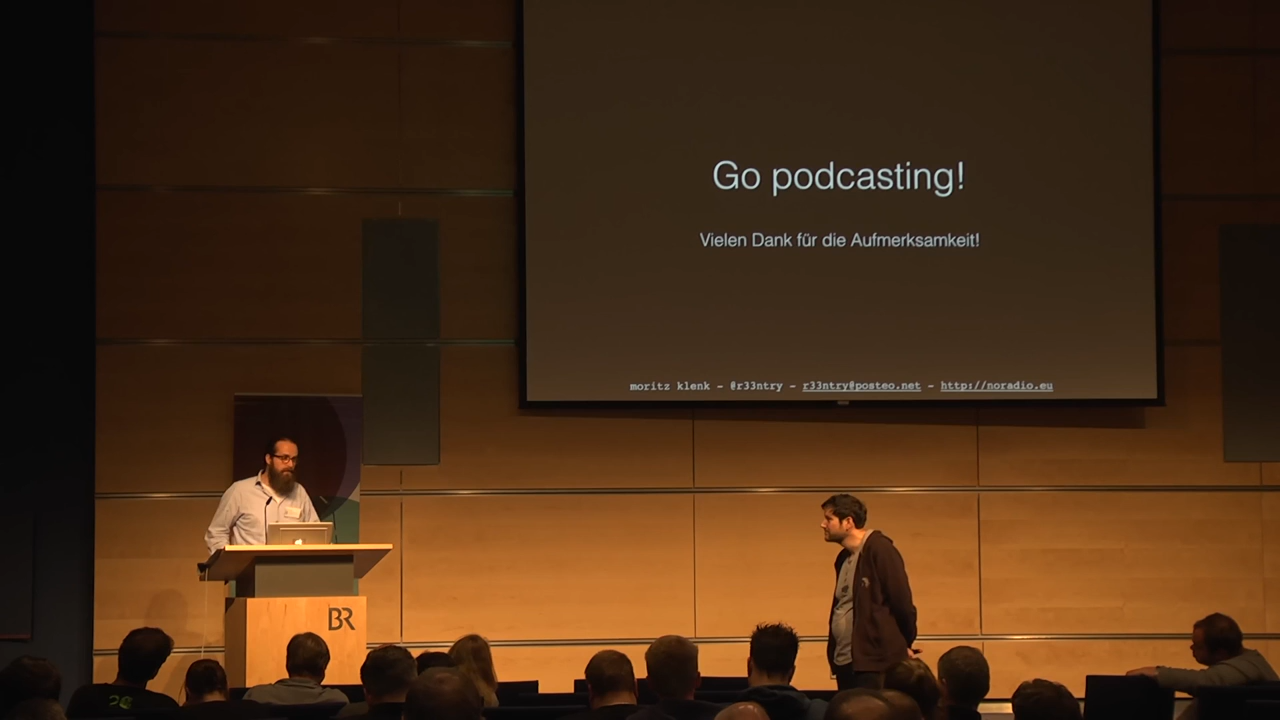 Go podcasting!
Vielen Dank für die Aufmerksamkeit!
moritz klenk - @r33ntry - r33ntry@posteo.net - http://noradio.eu
BR